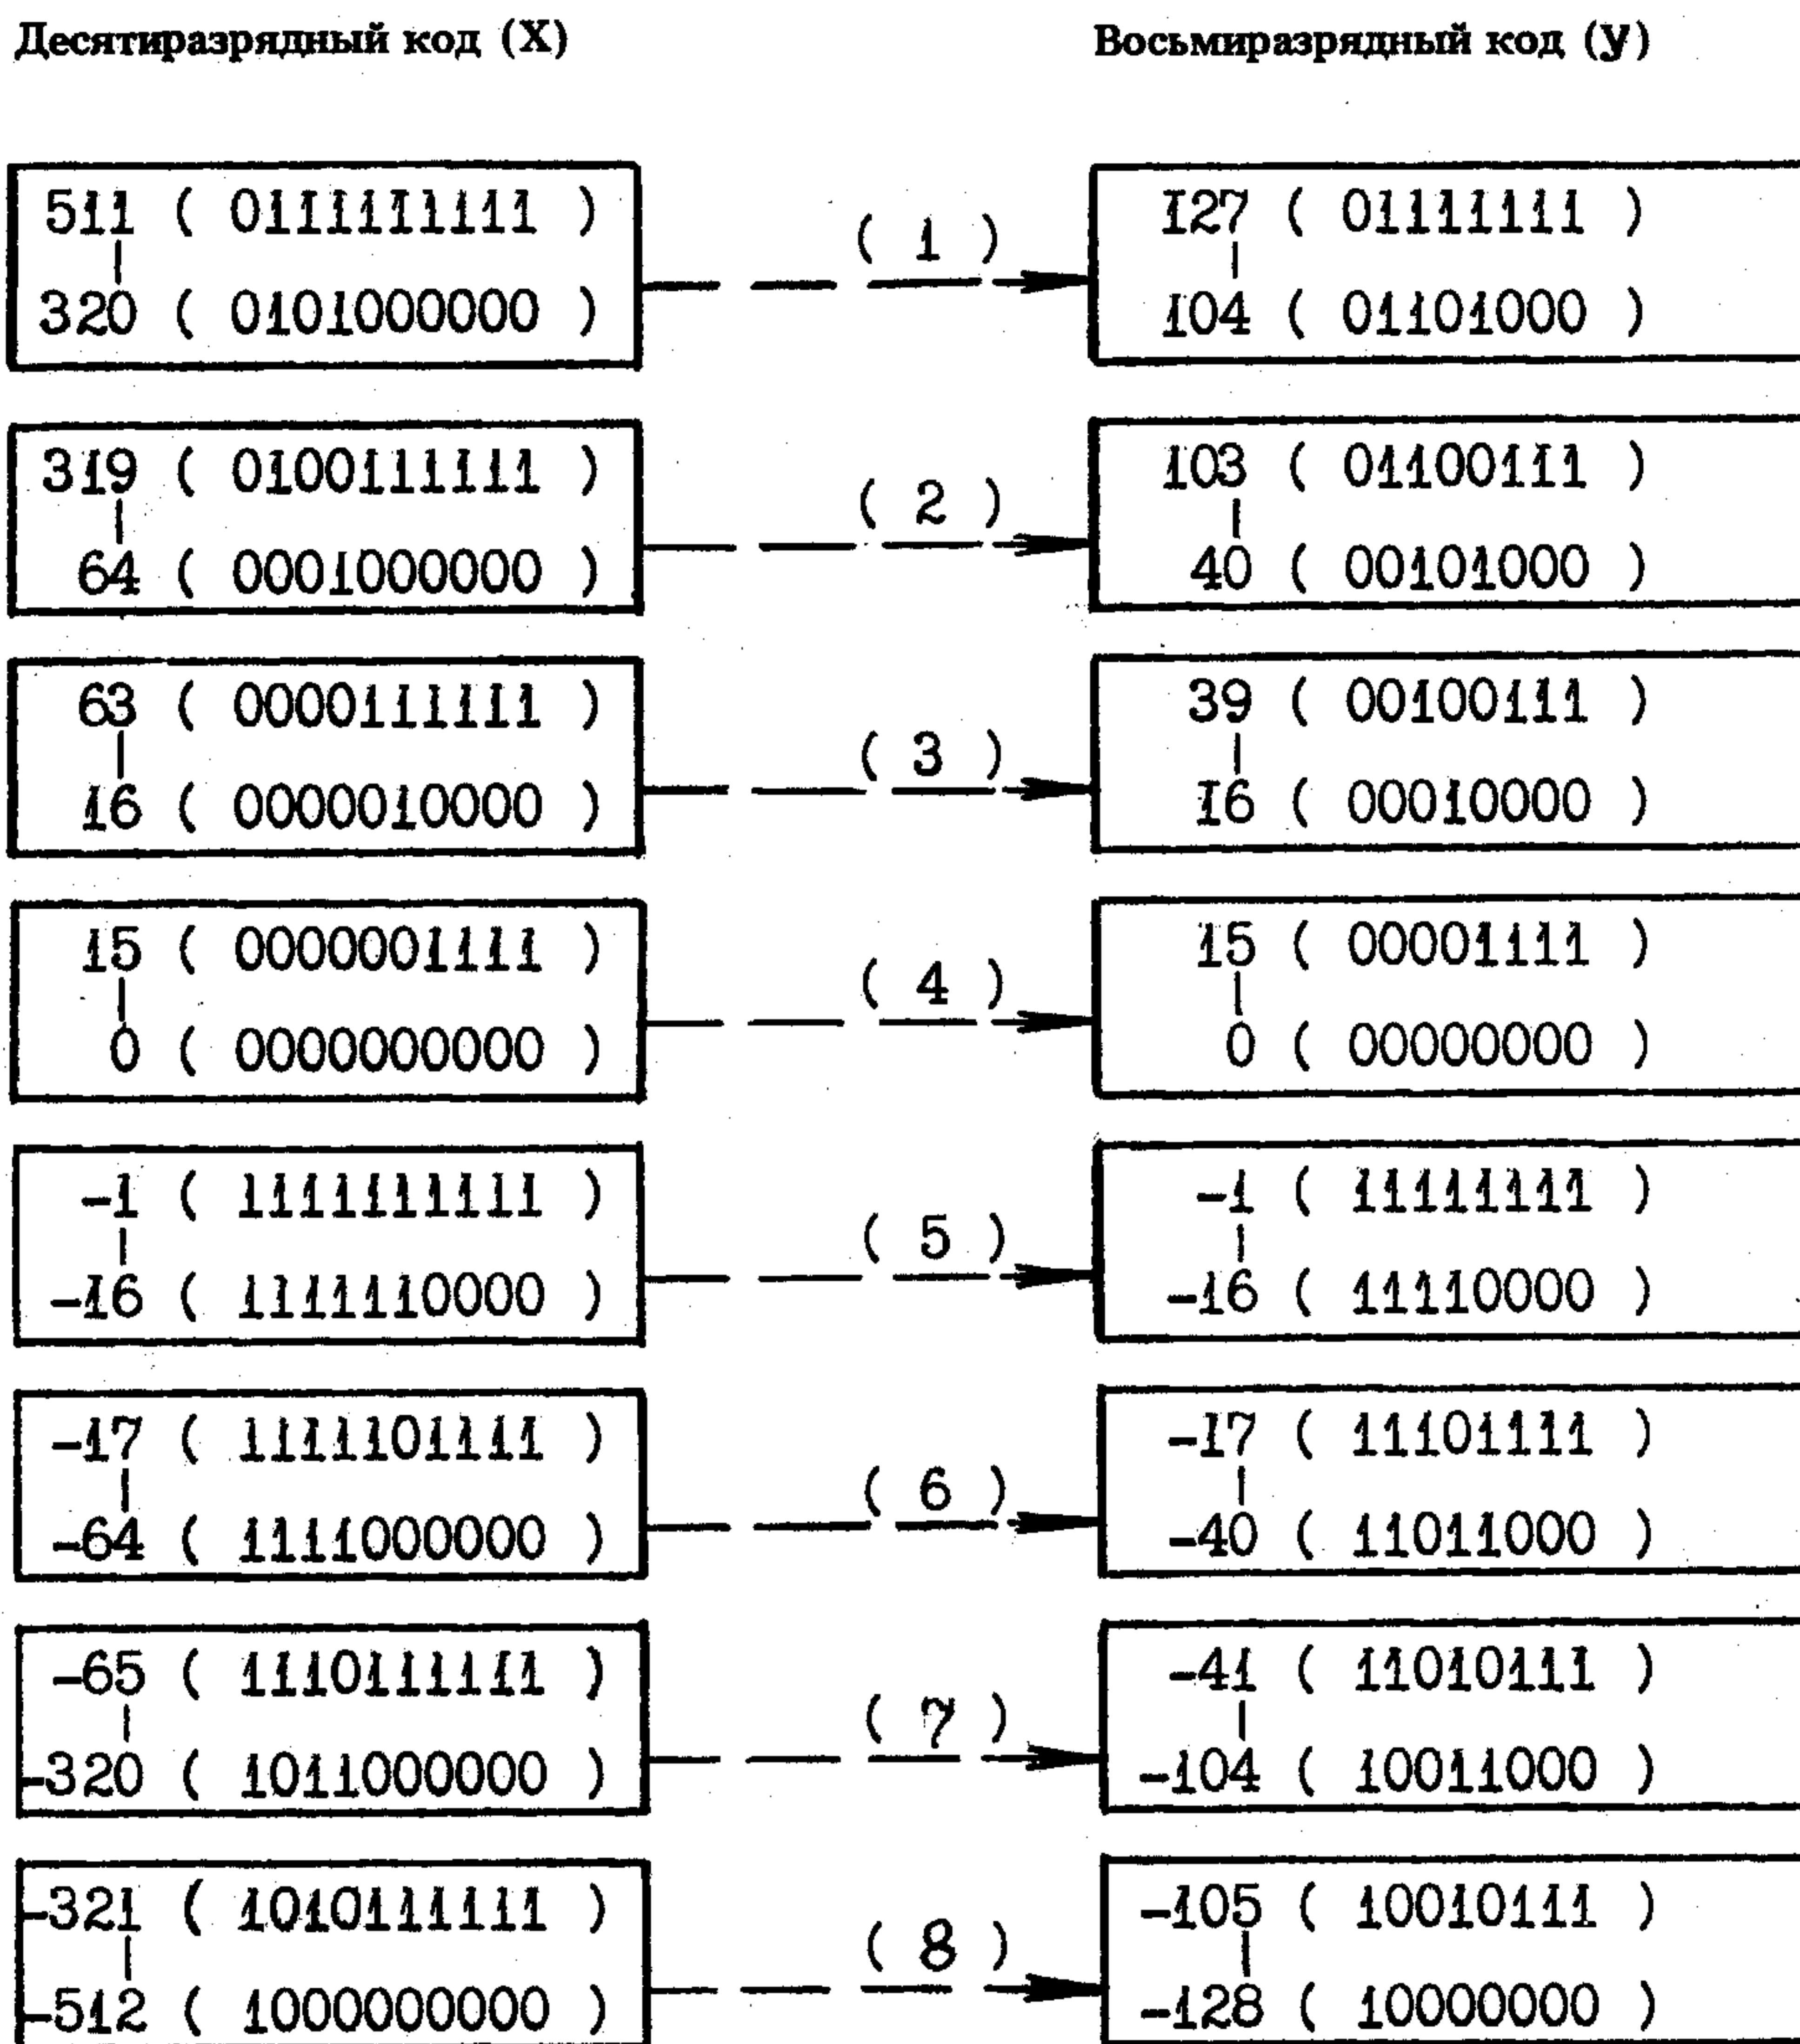 Десятиразрядный код (X) Восьмиразрядный код (У)
511 ( 0111111111 ) ( 1 ) 127 ( 01111111 )
320 ( 0101000000 ) 104 ( 01101000 )
319 ( 0100111111 ) ( 2 ) 103 ( 01100111 )
64 ( 0001000000 ) 40 ( 00101000 )
63 ( 0000111111 ) ( 3 ) 39 ( 00100111 )
16 ( 0000010000 ) 16 ( 00010000 )
15 ( 0000001111 ) ( 4 ) 15 ( 00001111 )
0 ( 0000000000 ) 0 ( 00000000 )
-1 ( 1111111111 ) ( 5 ) -1 ( 11111111 )
-16 ( 1111110000 ) -16 ( 11110000 )
-17 ( 1111101111 ) ( 6 ) -17 ( 11101111 )
-64 ( 1111000000 ) -40 ( 11011000 )
-65 ( 1110111111 ) ( 7 ) -41 ( 11010111 )
-320 ( 1011000000 ) -104 ( 10011000 )
-321 ( 1010111111 ) ( 8 ) -105 ( 10010111 )
-512 ( 1000000000 ) -128 ( 10000000 )